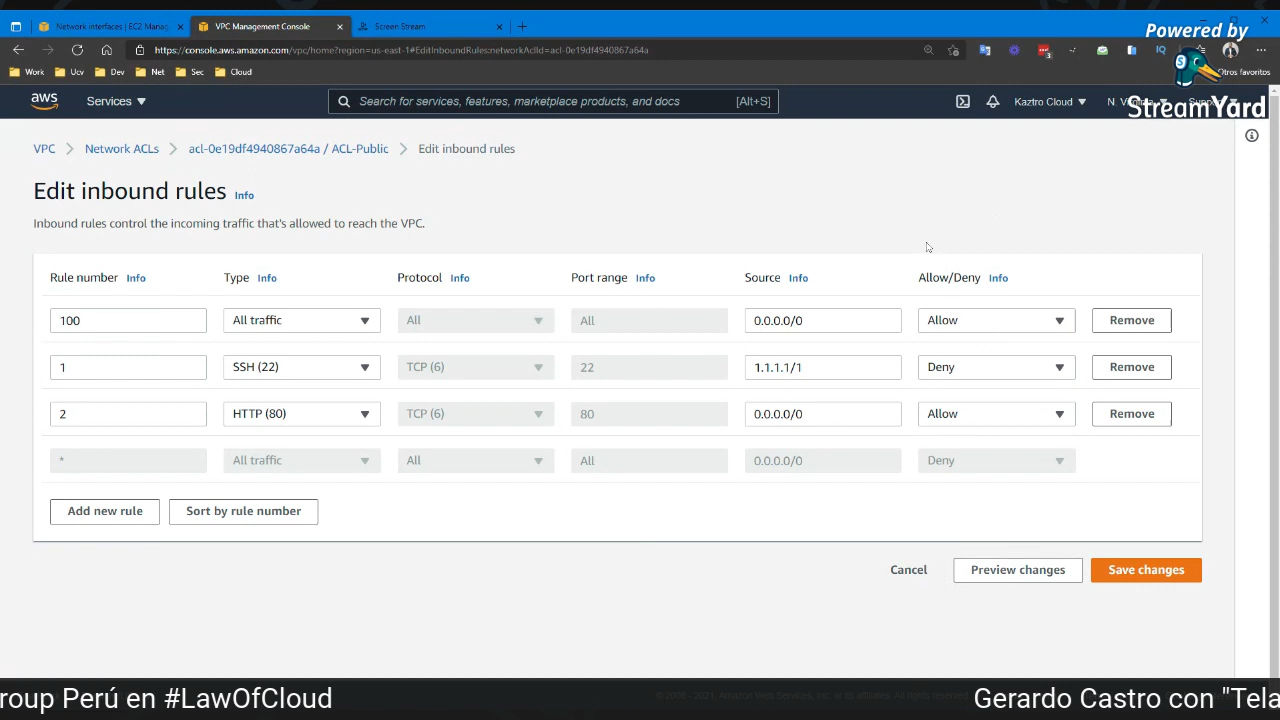 Network interfaces | EC2 Manag
VPC Management Console
Screen Stream
https://console.aws.amazon.com/vpc/home?region=us-east-1#EditInboundRules:networkAclId=acl-0e19df4940867a64a
Work
Ucv
Dev
Net
Sec
Cloud
Otros favoritos
Powered by
StreamYard
aws
Services
Search for services, features, marketplace products, and docs
[Alt+S]
Kaztro Cloud
VPC
Network ACLs
acl-0e19df4940867a64a / ACL-Public
Edit inbound rules
Edit inbound rules Info
Inbound rules control the incoming traffic that's allowed to reach the VPC.
Rule number Info Type Info Protocol Info Port range Info Source Info Allow/Deny Info
100 All traffic All All 0.0.0.0/0 Allow Remove
1 SSH (22) TCP (6) 22 1.1.1.1/1 Deny Remove
2 HTTP (80) TCP (6) 80 0.0.0.0/0 Allow Remove
* All traffic All All 0.0.0.0/0 Deny
Add new rule Sort by rule number
Cancel Preview changes Save changes
roup Perú en #LawOfCloud
Gerardo Castro con "Tela